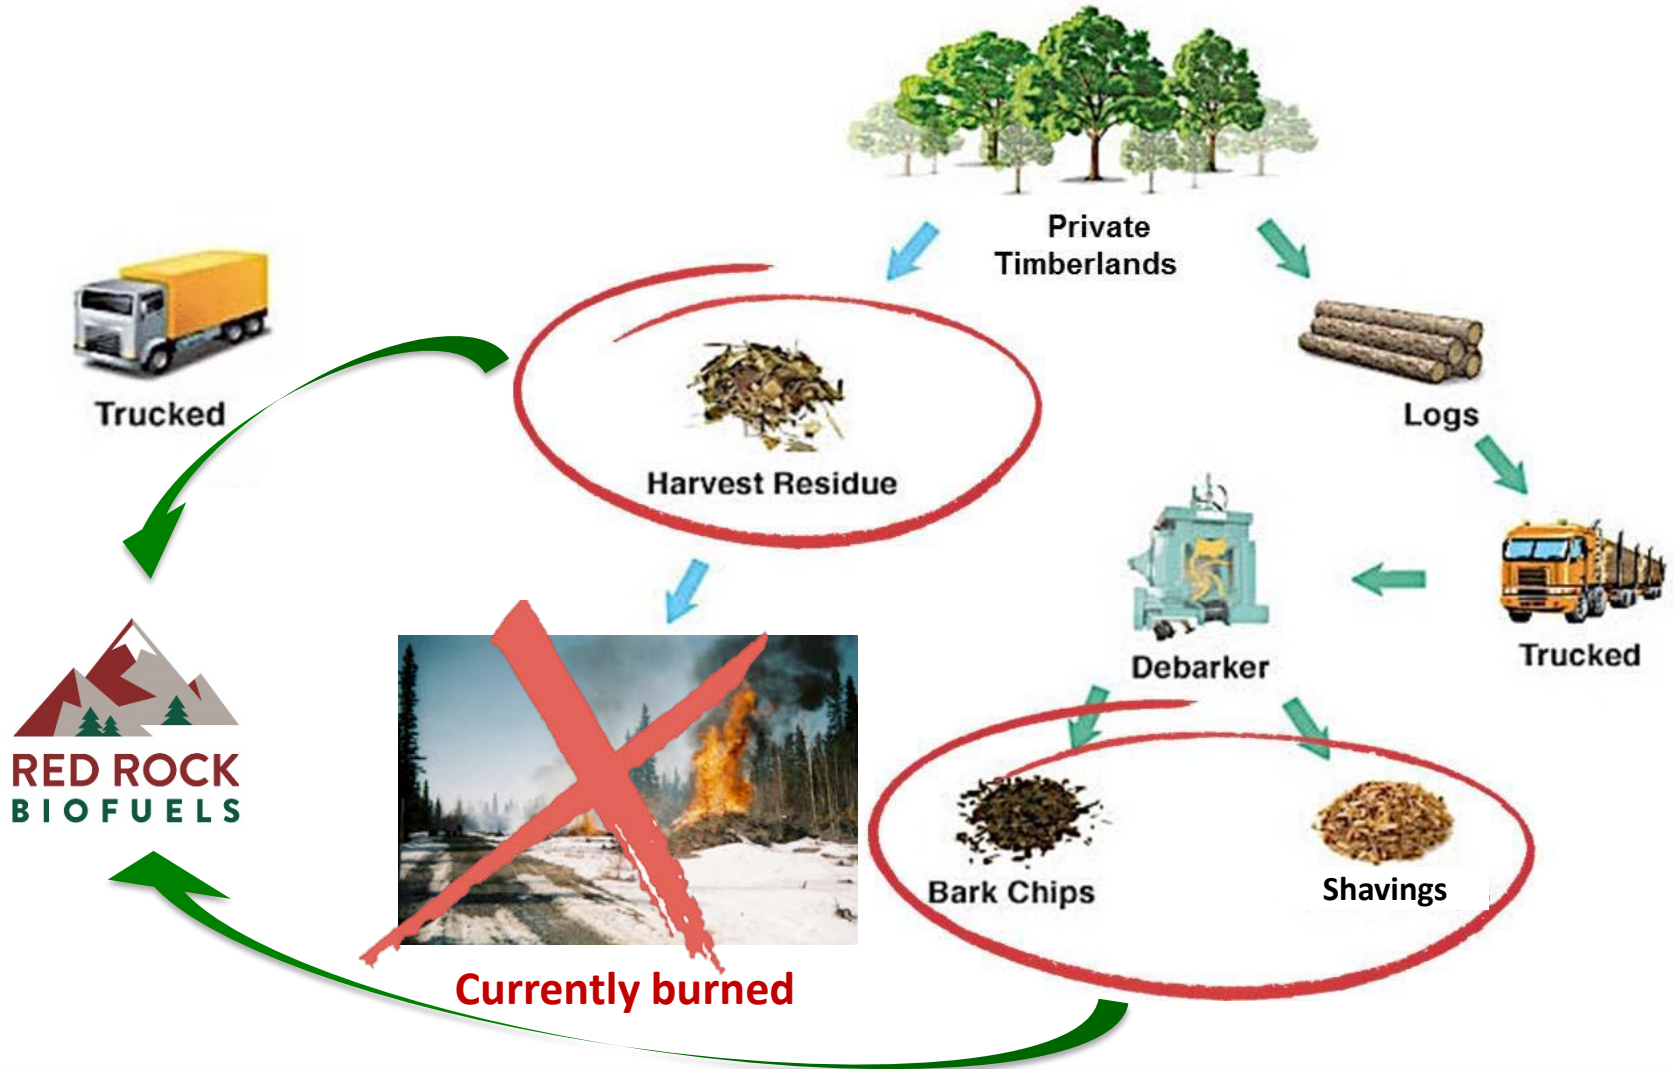 Private
Timberlands
Trucked
Harvest Residue
Logs
Debarker
Trucked
RED ROCK
BIOFUELS
Bark Chips
Shavings
Currently burned